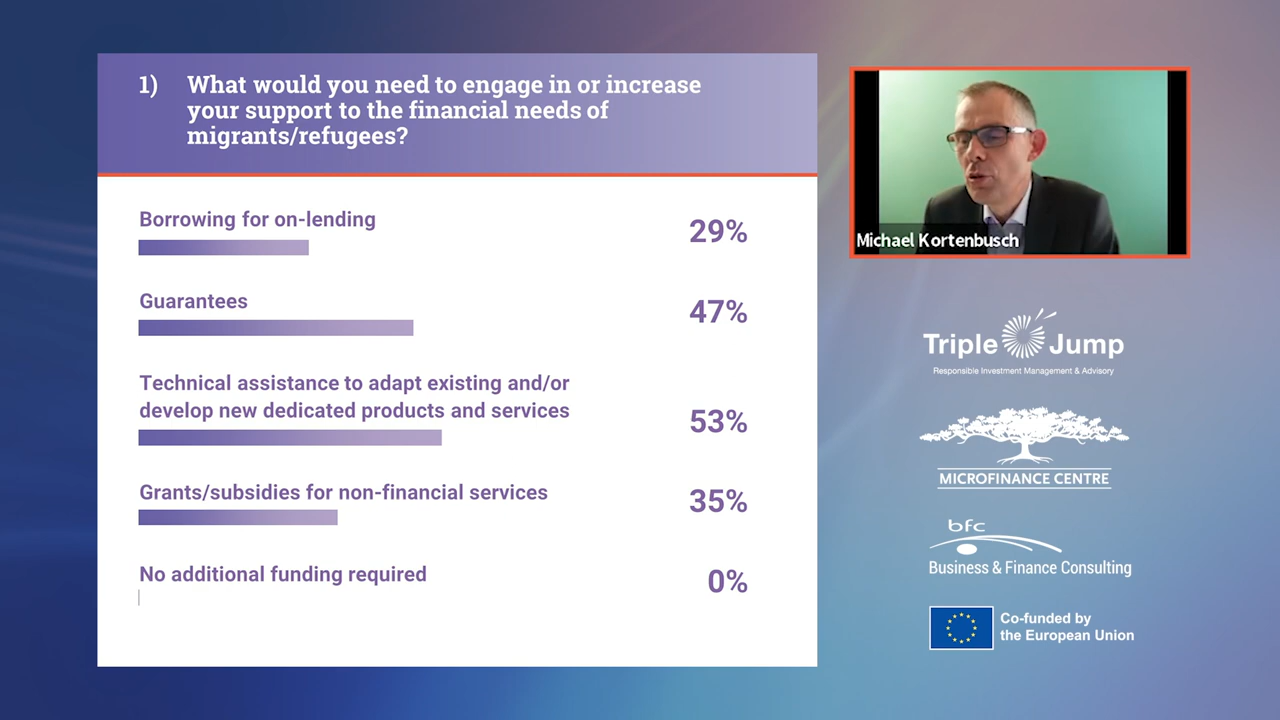 1) What would you need to engage in or increase
your support to the financial needs of
migrants/refugees?
Borrowing for on-lending
29%
Guarantees
47%
Technical assistance to adapt existing and/or
develop new dedicated products and services
53%
Grants/subsidies for non-financial services
35%
No additional funding required
0%
Michael Kortenbusch
Triple Jump
Responsible Investment Management & Advisory
MICROFINANCE CENTRE
bfc
Business & Finance Consulting
Co-funded by
the European Union